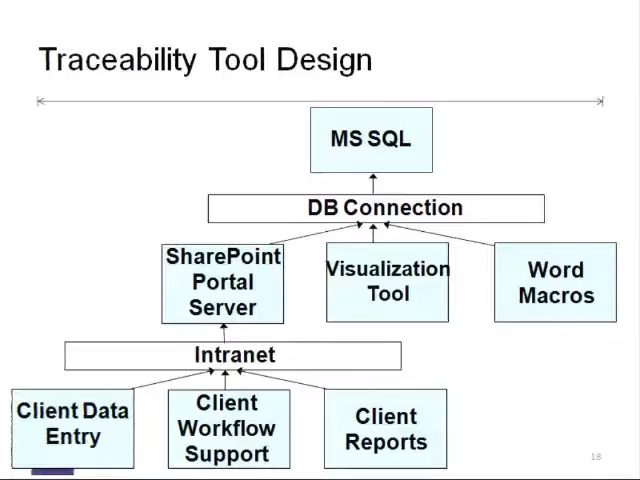 Traceability Tool Design
MS SQL
DB Connection
SharePoint
Portal
Server
Visualization
Tool
Word
Macros
Intranet
Client Data
Entry
Client
Workflow
Support
Client
Reports
18